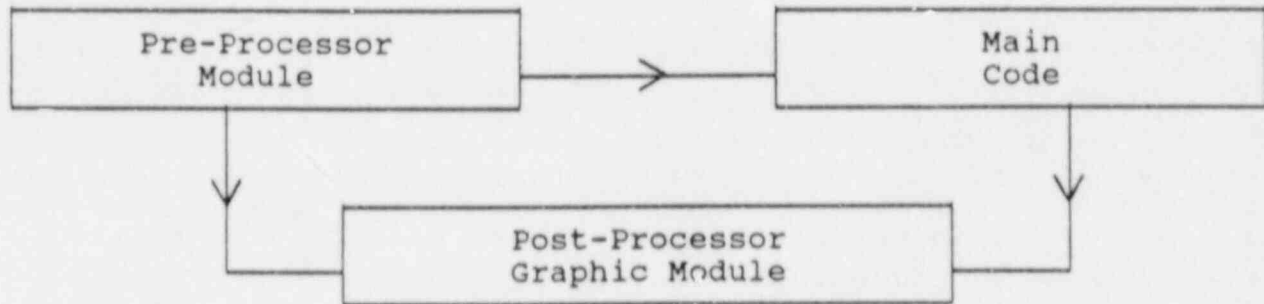 Pre-Processor
Module
Main
Code
Post-Processor
Graphic Module